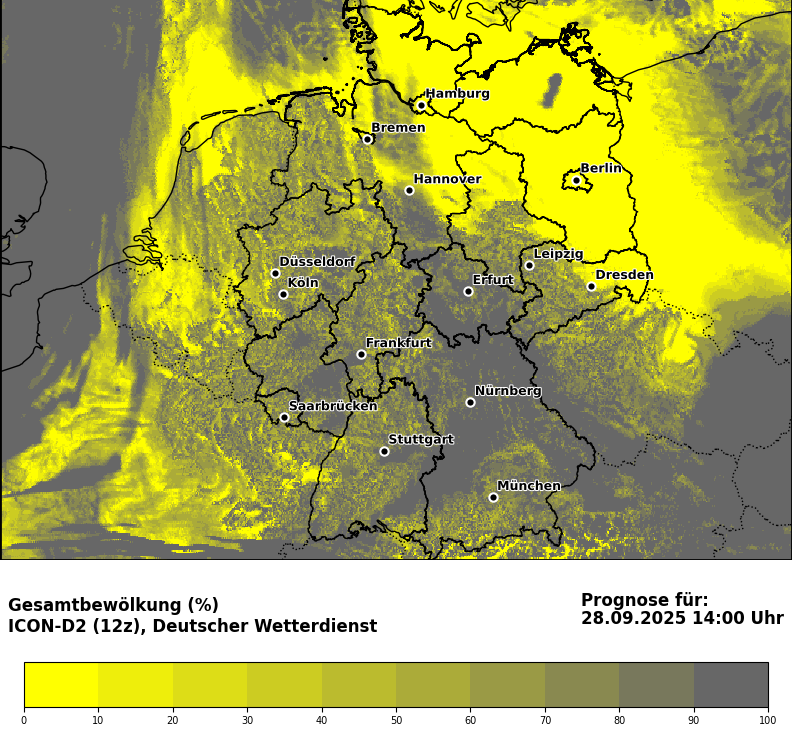 Hamburg
Bremen
Berlin
Hannover
Leipzig
Düsseldorf
Dresden
Köln
Erfurt
Frankfurt
Nürnberg
Saarbrücken
Stuttgart
München
Gesamtbewölkung (%)
ICON-D2 (12z), Deutscher Wetterdienst
Prognose für:
28.09.2025 14:00 Uhr
0 10 20 30 40 50 60 70 80 90 100